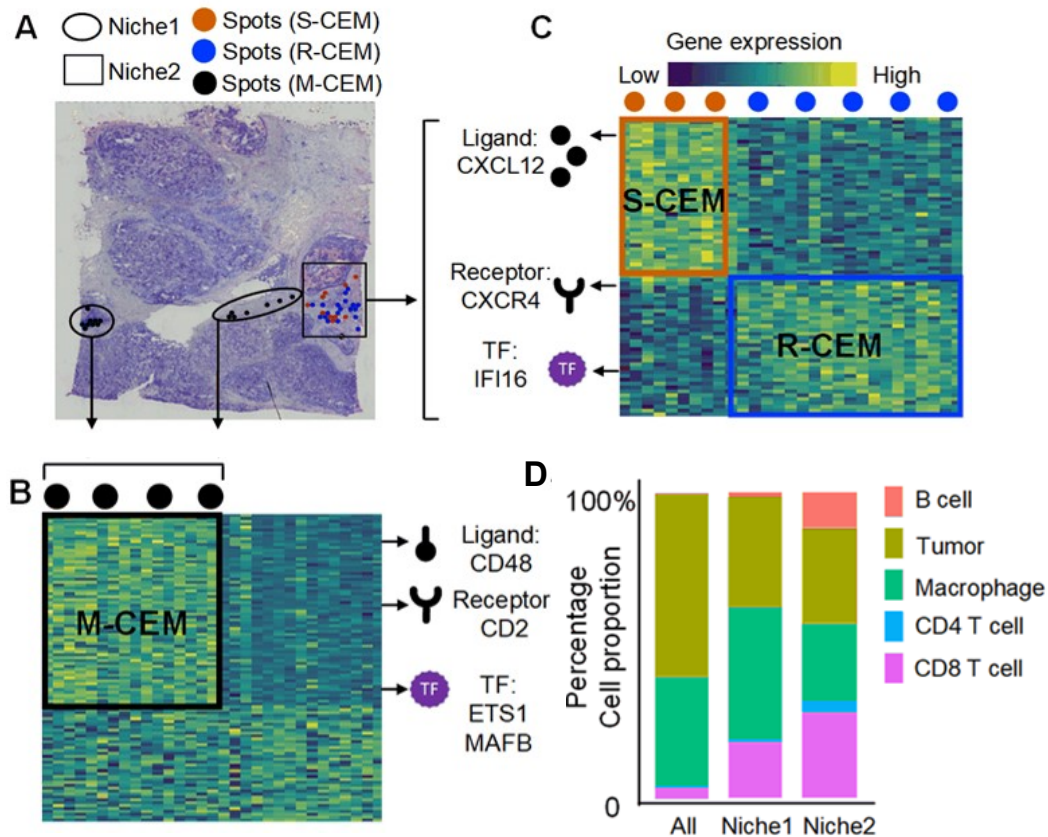 A
Niche1
Niche2
Spots (S-CEM)
Spots (R-CEM)
Spots (M-CEM)
Ligand:
CXCL12
Receptor:
CXCR4
TF:
IFI16
TF
C
Gene expression
Low
High
S-CEM
R-CEM
B
M-CEM
Ligand:
CD48
Receptor
CD2
TF
TF:
ETS1
MAFB
D
Percentage
Cell proportion
100%
0
All
Niche1
Niche2
B cell
Tumor
Macrophage
CD4 T cell
CD8 T cell